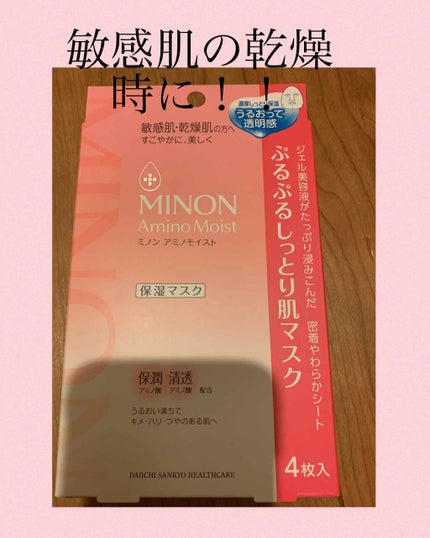 敏感肌の乾燥
時に！！
濃厚しっとり保湿
うるおって
透明感
敏感肌・乾燥肌の方へ
すこやかに、美しく
MINON
MINON
Amino Moist
ミノン アミノモイスト
保湿マスク
保潤 清透
アミノ酸 アミノ酸 配合
うるおい満ちて
キメ・ハリ・つやのある肌へ
DAIICHI SANKYO HEALTHCARE
ジェル美容液がたっぷり浸みこんだ 密着やわらかシート
ぷるぷるしっとり肌マスク
4枚入
MINON